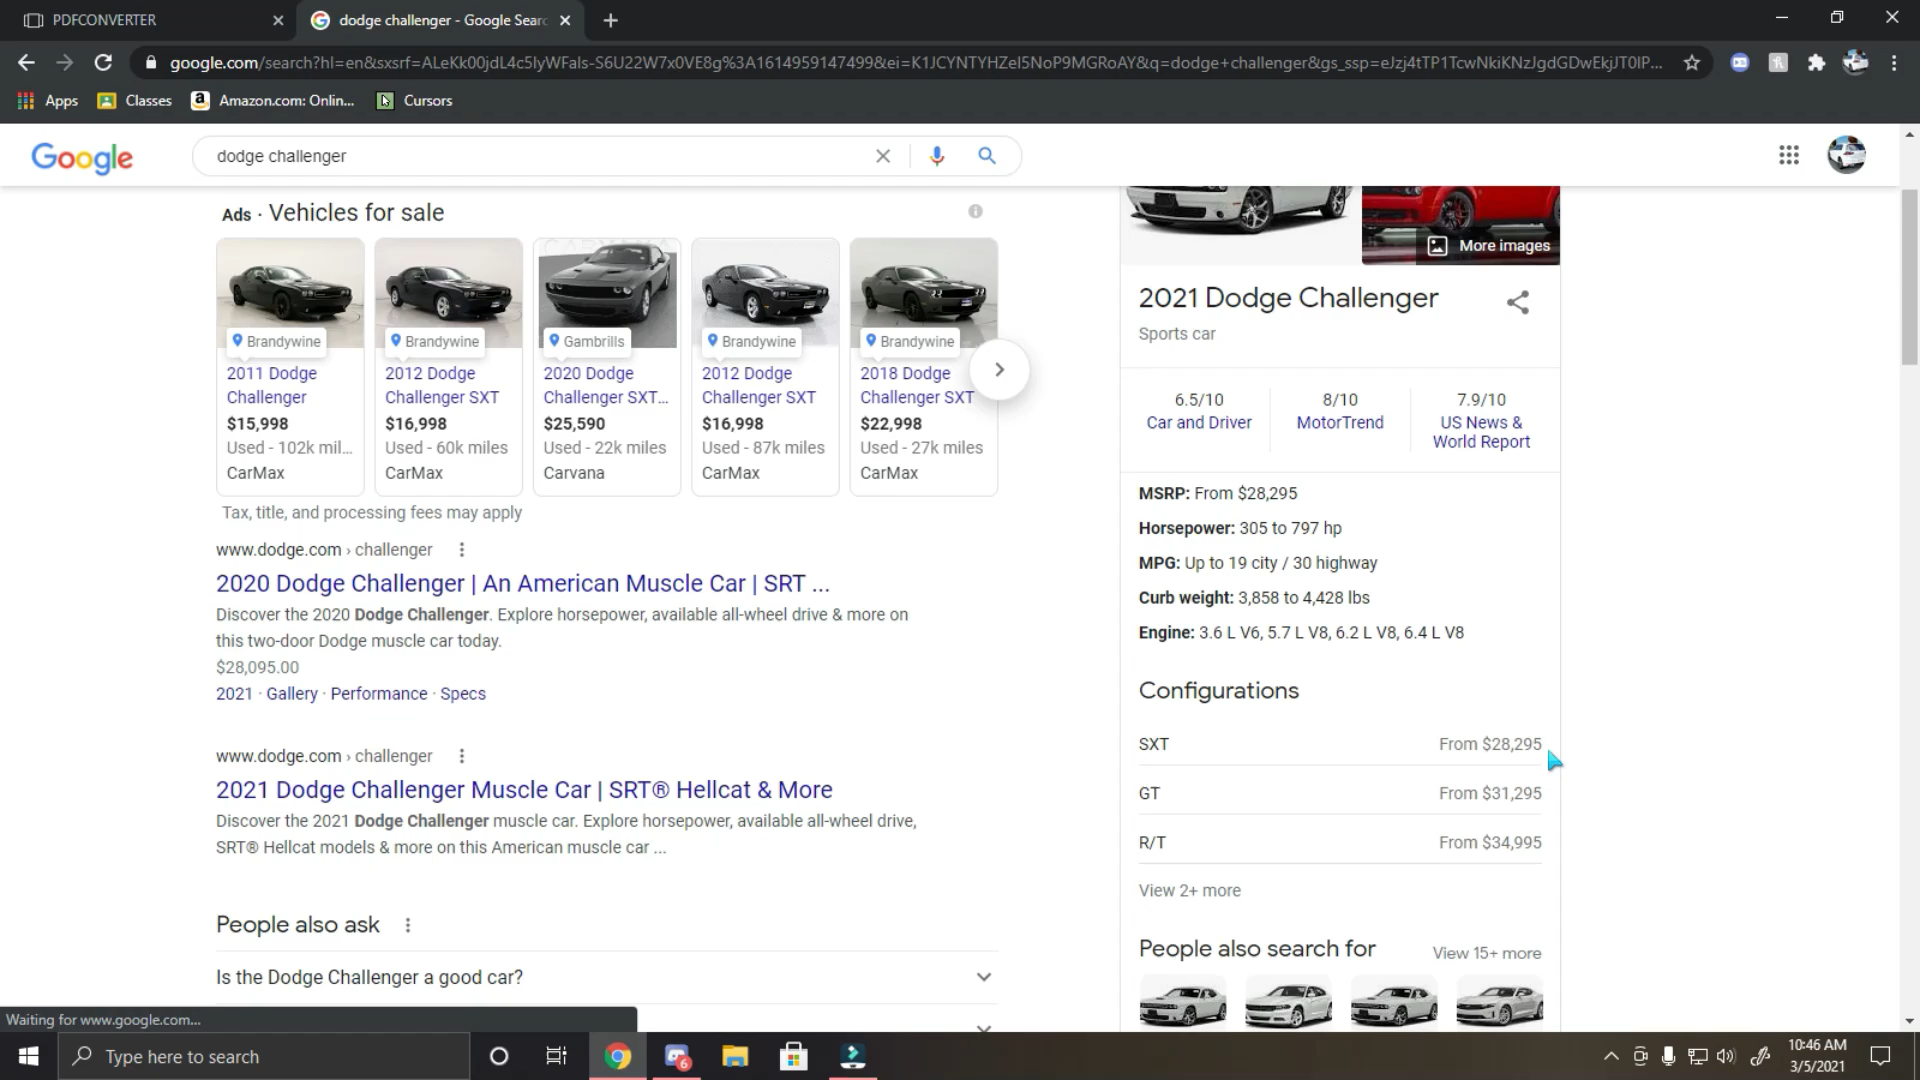 PDFCONVERTER
dodge challenger - Google Sear
google.com/search?hl=en&sxsrf=ALeKk00jdL4c5IyWFals-S6U22W7x0VE8g%3A1614959147499&ei=K1JCYNTYHZeI5NoP9MGRoAY&q=dodge+challenger&gs_ssp=eJzj4tTP1TcwNkiKNzJgdGDwEkjJT0lP...
Apps
Classes
Amazon.com: Onlin...
Cursors
Google
dodge challenger
Ads · Vehicles for sale
Brandywine
2011 Dodge
Challenger
$15,998
Used - 102k mil...
CarMax
Brandywine
2012 Dodge
Challenger SXT
$16,998
Used - 60k miles
CarMax
Gambrills
2020 Dodge
Challenger SXT...
$25,590
Used - 22k miles
Carvana
Brandywine
2012 Dodge
Challenger SXT
$16,998
Used - 87k miles
CarMax
Brandywine
2018 Dodge
Challenger SXT
$22,998
Used - 27k miles
CarMax
Tax, title, and processing fees may apply
www.dodge.com › challenger
2020 Dodge Challenger | An American Muscle Car | SRT ...
Discover the 2020 Dodge Challenger. Explore horsepower, available all-wheel drive & more on
this two-door Dodge muscle car today.
$28,095.00
2021 · Gallery · Performance · Specs
www.dodge.com › challenger
2021 Dodge Challenger Muscle Car | SRT® Hellcat & More
Discover the 2021 Dodge Challenger muscle car. Explore horsepower, available all-wheel drive,
SRT® Hellcat models & more on this American muscle car ...
People also ask
Is the Dodge Challenger a good car?
More images
2021 Dodge Challenger
Sports car
6.5/10
Car and Driver
8/10
MotorTrend
7.9/10
US News &
World Report
MSRP: From $28,295
Horsepower: 305 to 797 hp
MPG: Up to 19 city / 30 highway
Curb weight: 3,858 to 4,428 lbs
Engine: 3.6 L V6, 5.7 L V8, 6.2 L V8, 6.4 L V8
Configurations
SXT From $28,295
GT From $31,295
R/T From $34,995
View 2+ more
People also search for View 15+ more
Waiting for www.google.com...
Type here to search
6
10:46 AM
3/5/2021